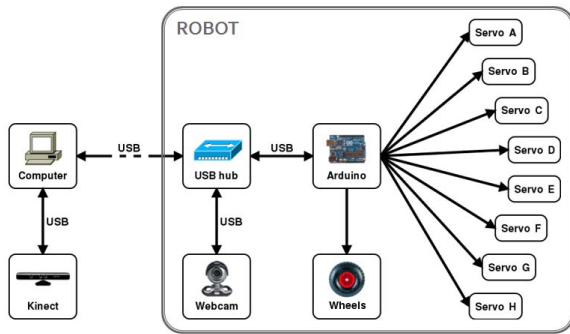 ROBOT
Servo A
Servo B
Servo C
Servo D
Servo E
Servo F
Servo G
Servo H
USB
USB
Computer
USB hub
Arduino
USB
USB
Kinect
Webcam
Wheels